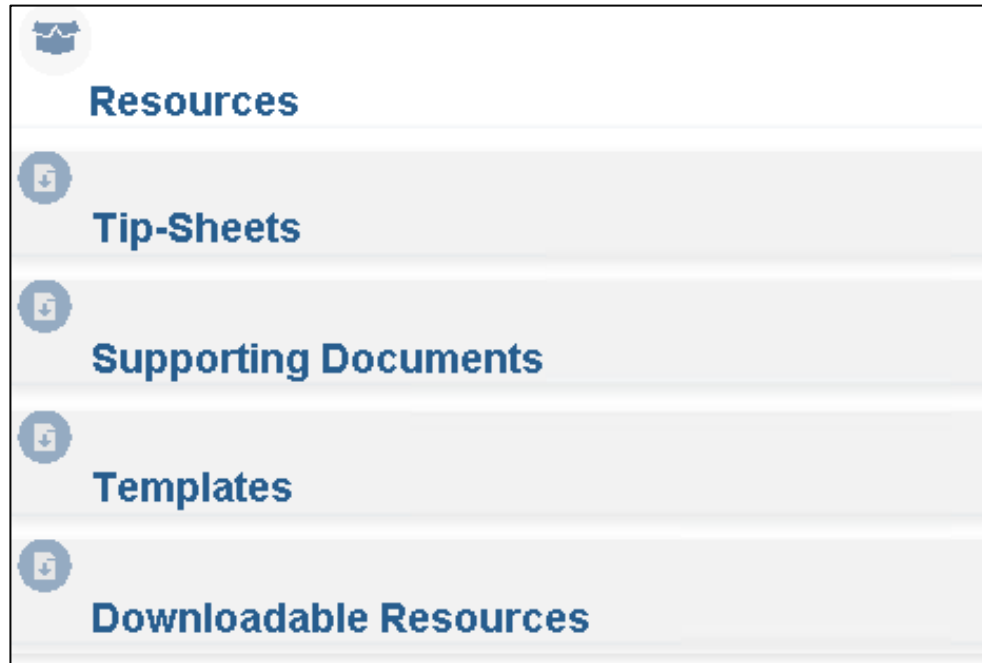 Resources
Tip-Sheets
Supporting Documents
Templates
Downloadable Resources